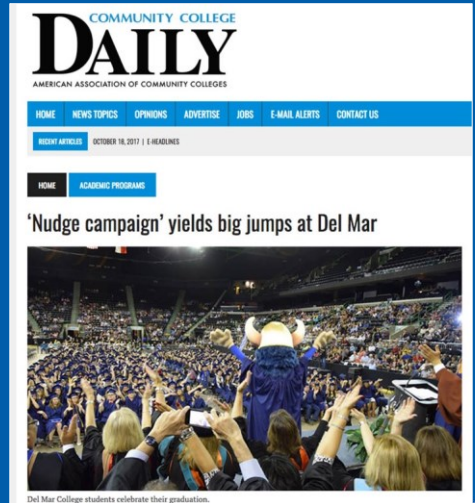 COMMUNITY COLLEGE
DAILY
AMERICAN ASSOCIATION OF COMMUNITY COLLEGES
HOME NEWS TOPICS OPINIONS ADVERTISE JOBS E-MAIL ALERTS CONTACT US
RECENT ARTICLES OCTOBER 18, 2017 | E-HEADLINES
HOME ACADEMIC PROGRAMS
‘Nudge campaign’ yields big jumps at Del Mar
Del Mar College students celebrate their graduation.